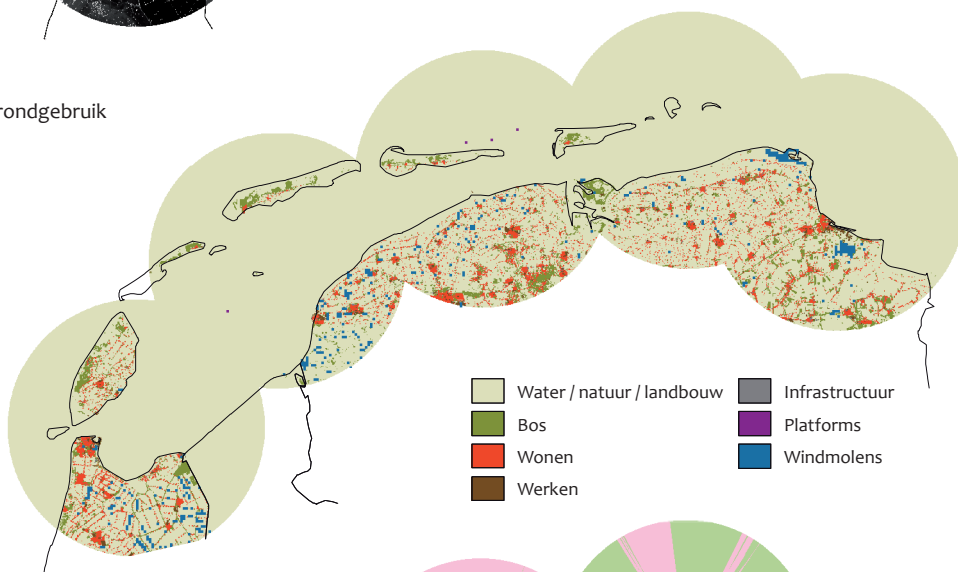 rondgebruik
Water / natuur / landbouw
Bos
Wonen
Werken
Infrastructuur
Platforms
Windmolens